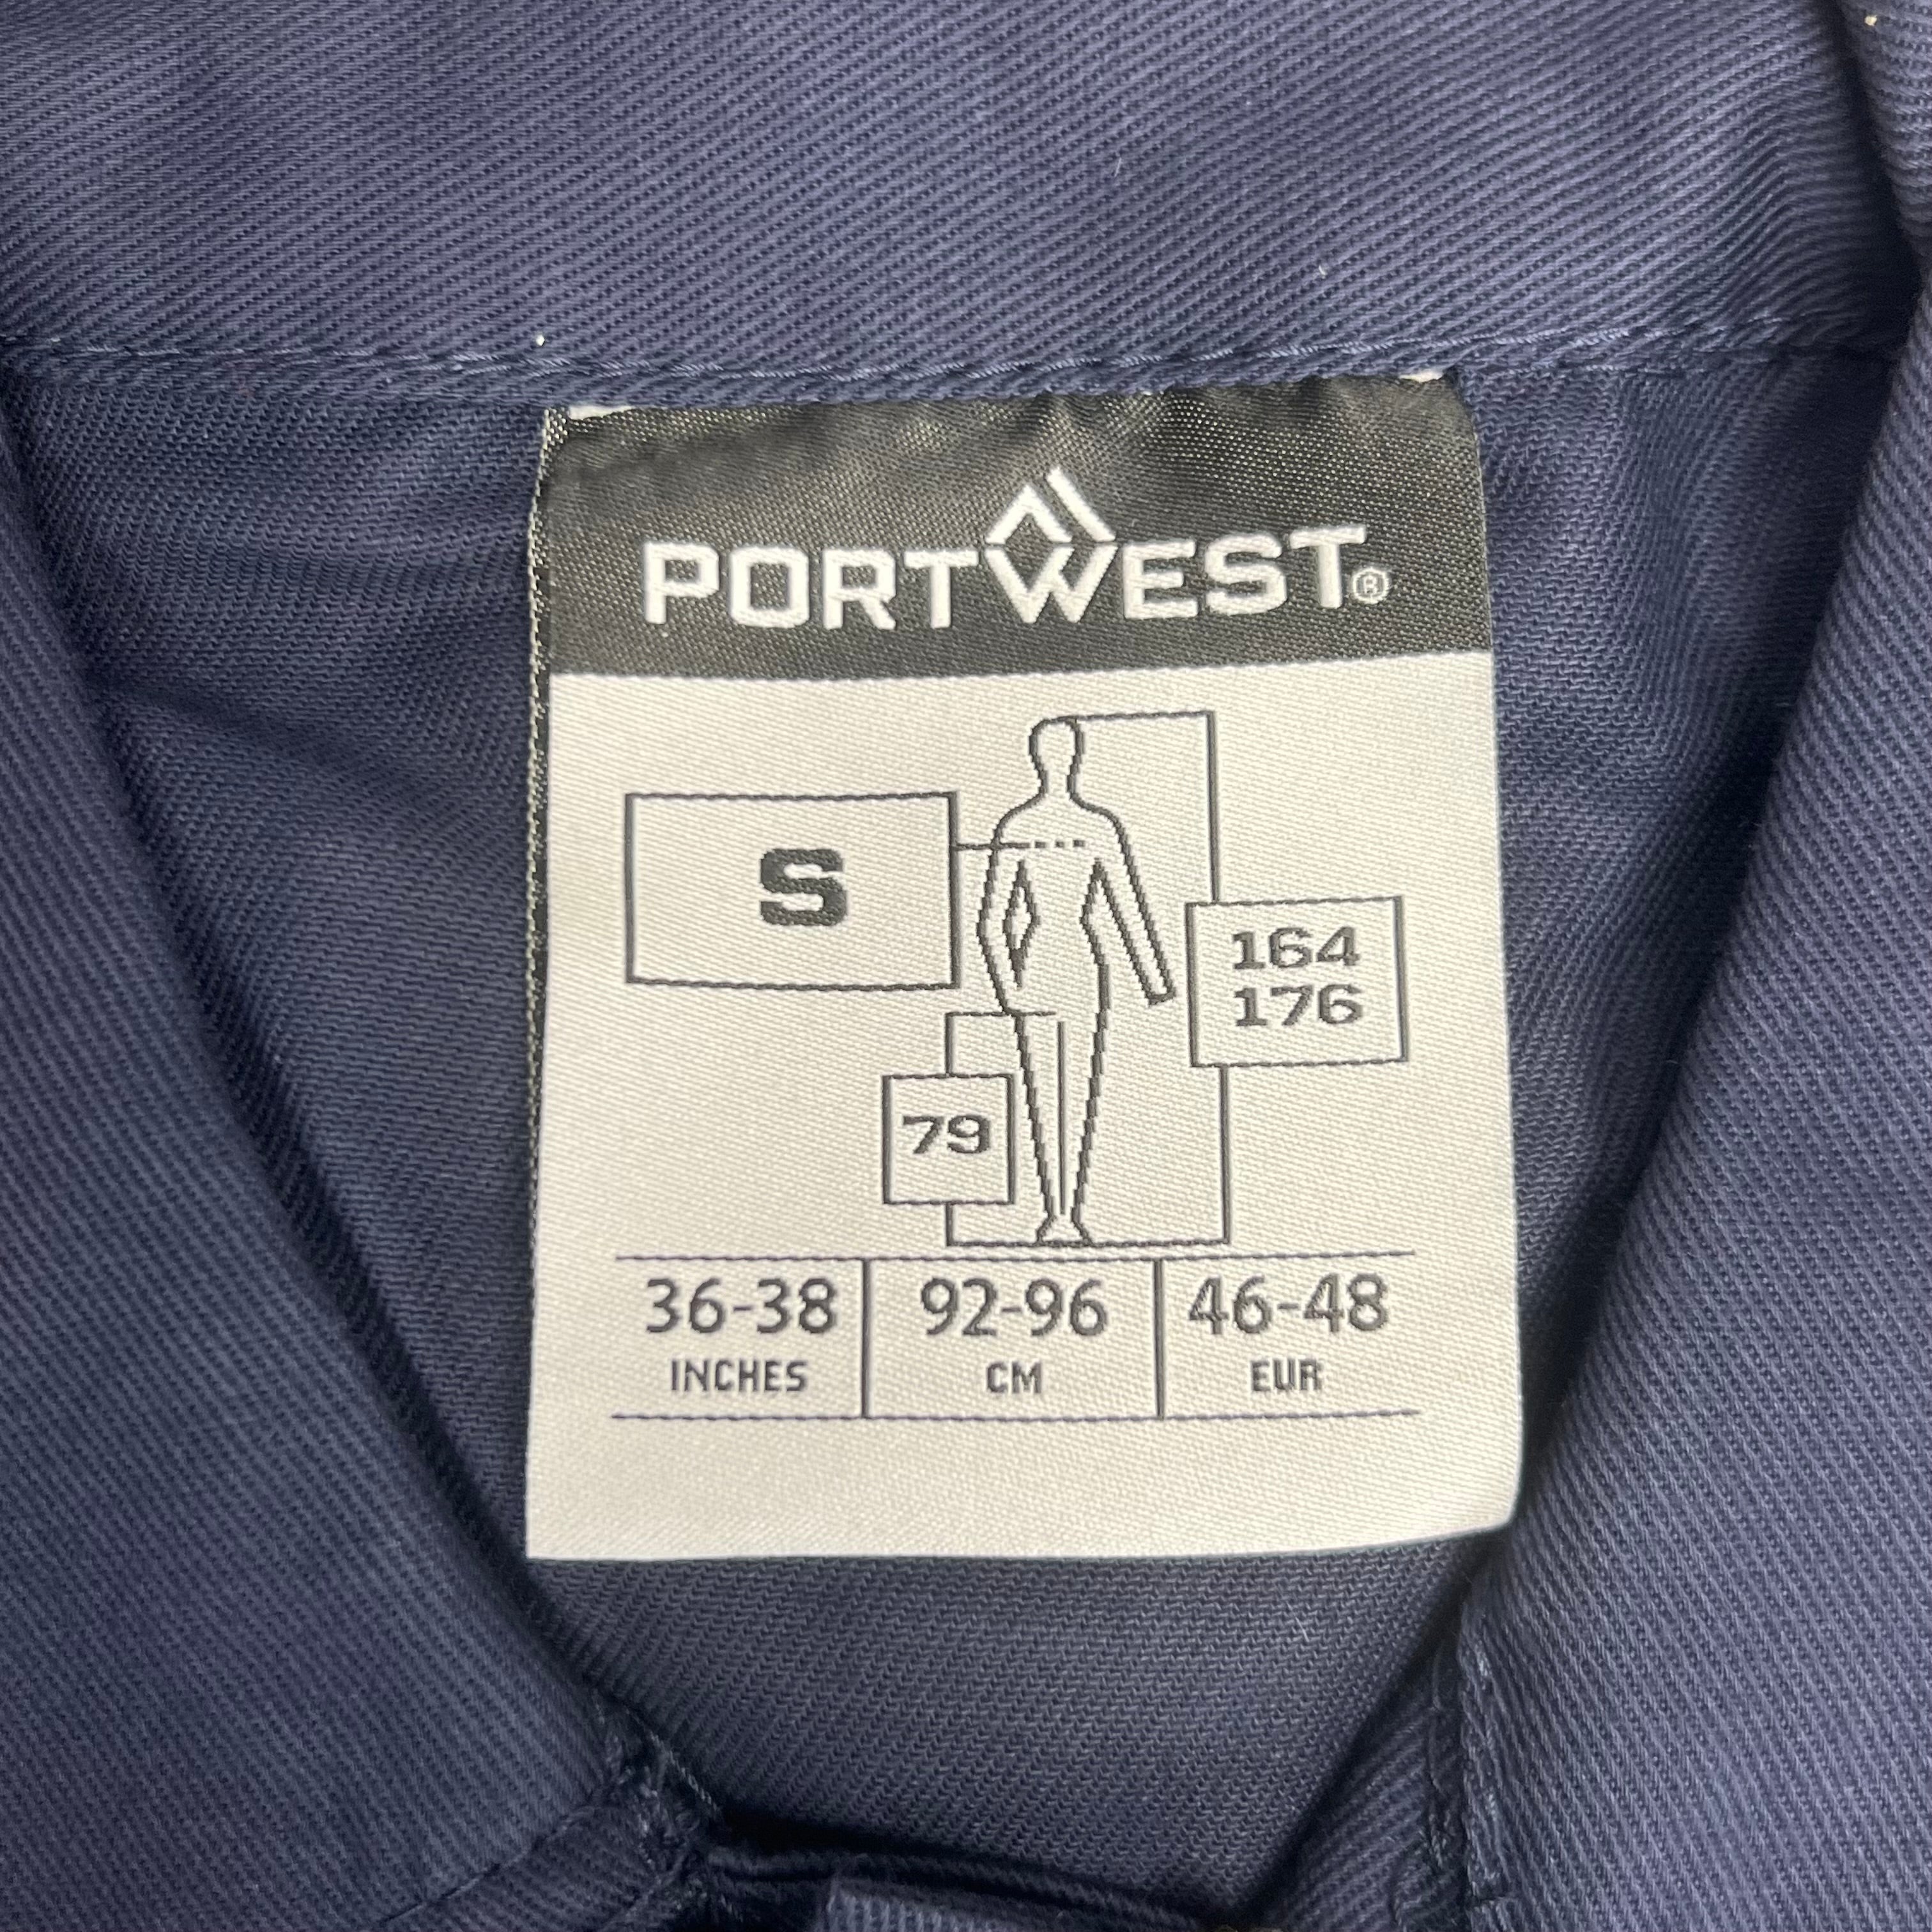 PORTWEST®
S
164
176
79
36-38 92-96 46-48
INCHES CM EUR